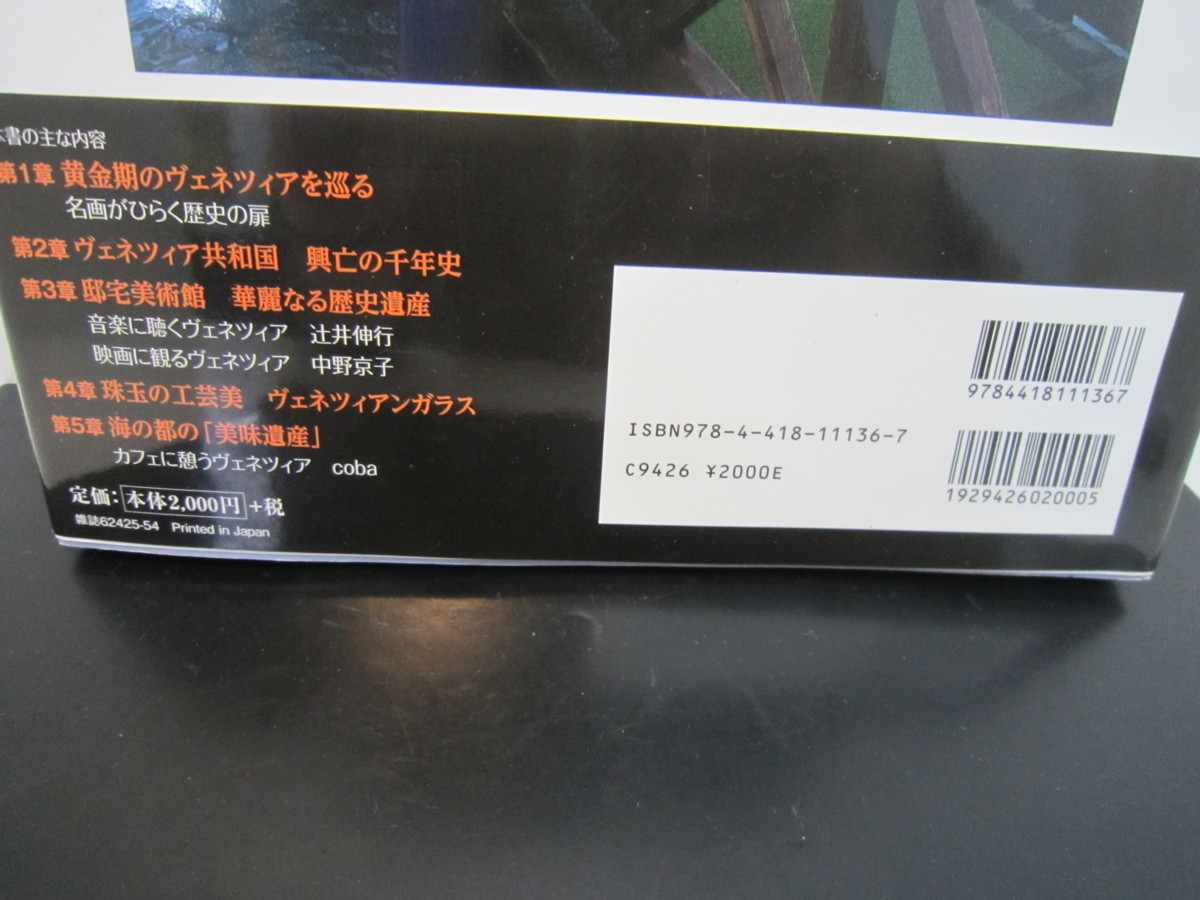 本書の主な内容
第1章 黄金期のヴェネツィアを巡る
名画がひらく歴史の扉
第2章 ヴェネツィア共和国 興亡の千年史
第3章 邸宅美術館 華麗なる歴史遺産
音楽に聴くヴェネツィア 辻井伸行
映画に観るヴェネツィア 中野京子
第4章 珠玉の工芸美 ヴェネツィアンガラス
第5章 海の都の「美味遺産」
カフェに憩うヴェネツィア coba
定価：本体2,000円+税
雑誌62425-54 Printed in Japan
9784418111367
ISBN978-4-418-11136-7
C9426 ¥2000E
1929426020005